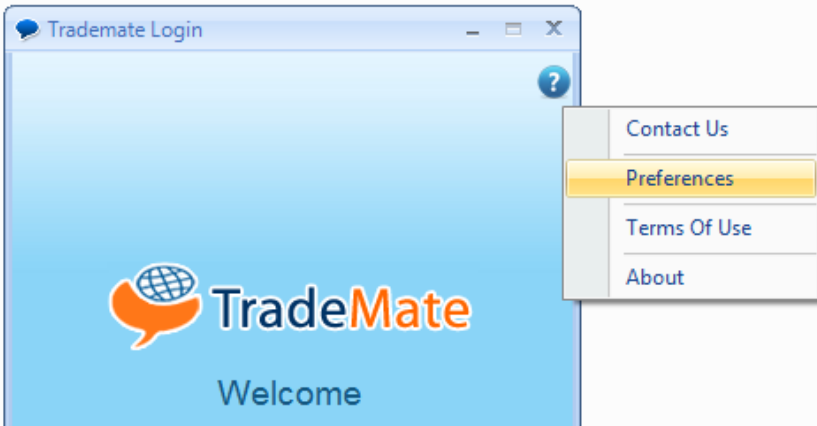 Trademate Login
?
Contact Us
Preferences
Terms Of Use
About
TradeMate
Welcome